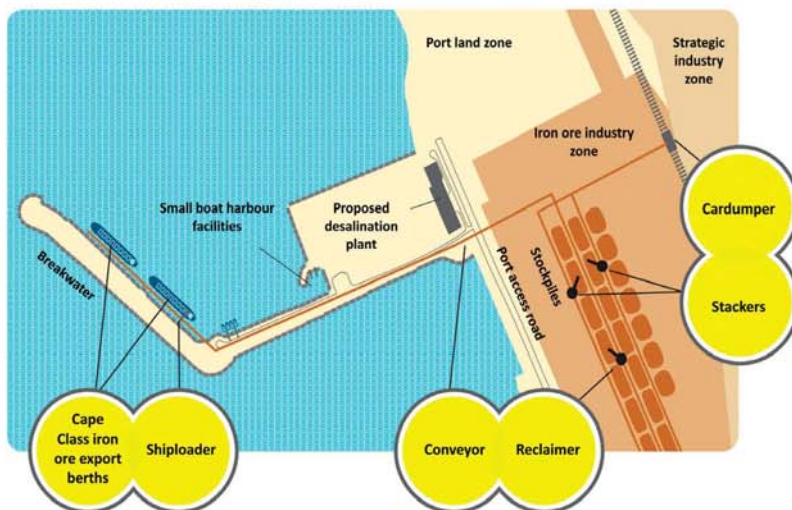 Port land zone
Strategic
industry
zone
Iron ore industry
zone
Small boat harbour
facilities
Proposed
desalination
plant
Cardumper
Breakwater
Stockpiles
Port access road
Stackers
Cape
Class iron
ore export
berths
Shiploader
Conveyor
Reclaimer